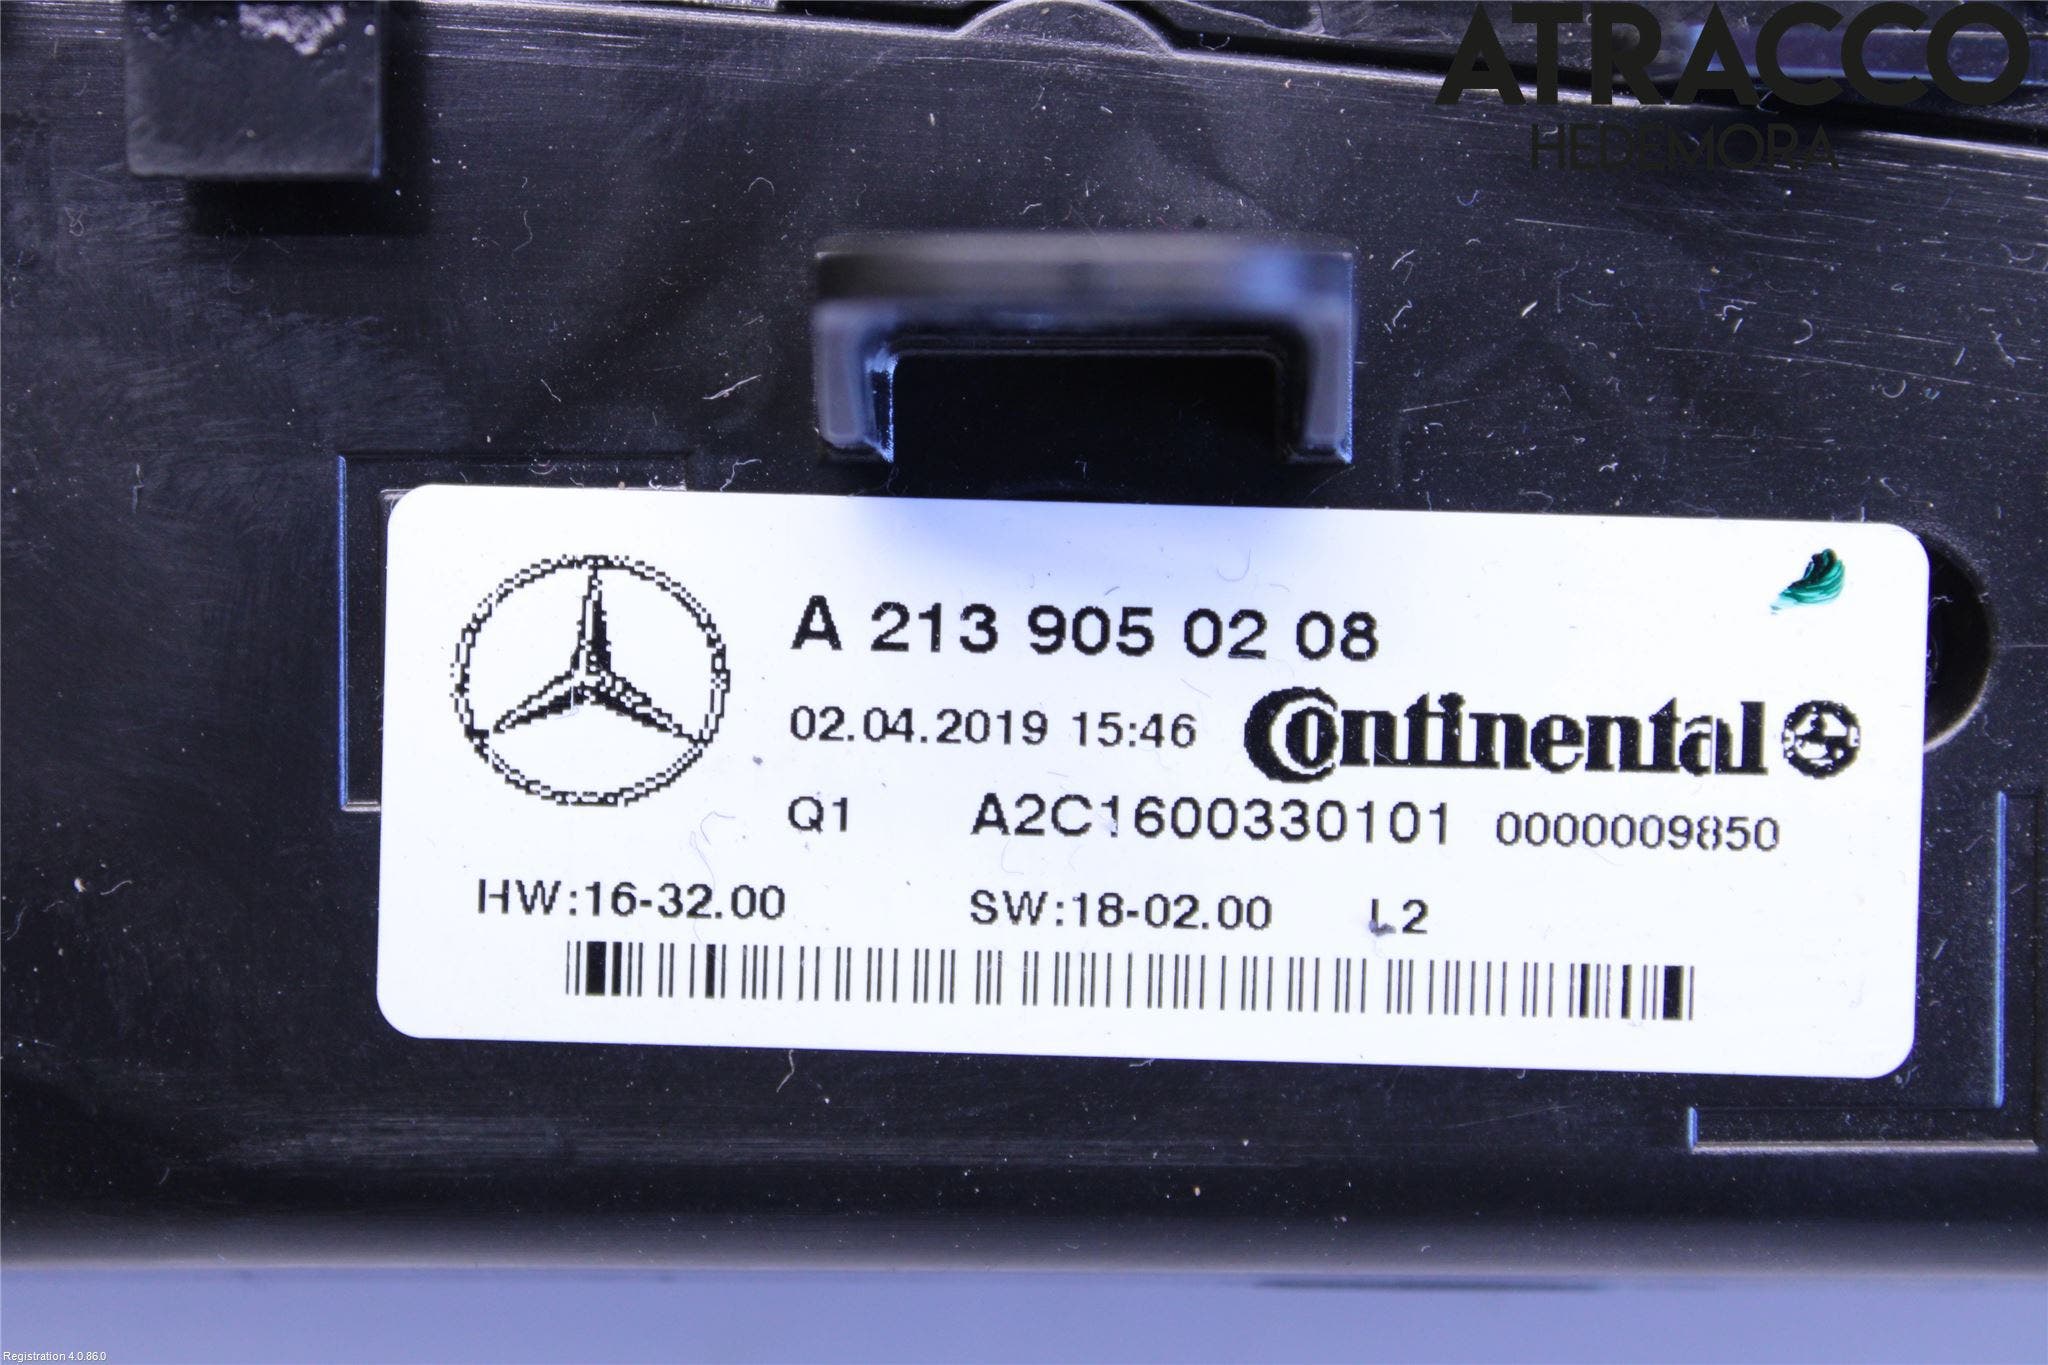 ATRACCO
HEDEMORA
A 213 905 02 08
02.04.2019 15:46 Continental
Q1 A2C1600330101 0000009850
HW:16-32.00 SW:18-02.00 L2
Registration 4.0.86.0